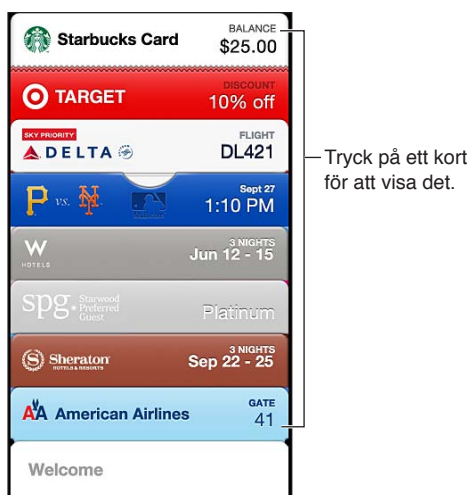 Starbucks Card
BALANCE
$25.00
TARGET
DISCOUNT
10% off
SKY PRIORITY
DELTA
FLIGHT
DL421
Tryck på ett kort
för att visa det.
P vs. NY
Sept 27
1:10 PM
W
HOTELS
3 NIGHTS
Jun 12 - 15
spg. Starwood
Preferred
Guest
Platinum
S Sheraton
HOTELS & RESORTS
3 NIGHTS
Sep 22 - 25
AA American Airlines
GATE
41
Welcome